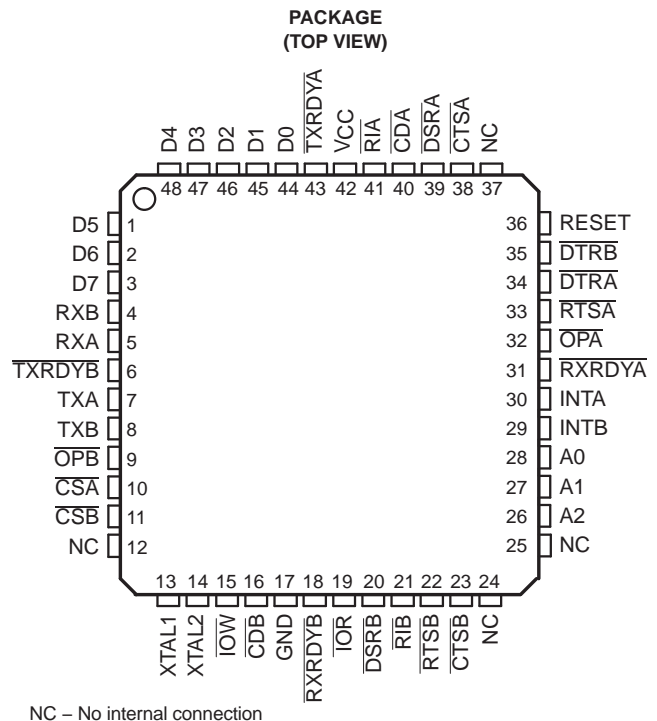 PACKAGE
(TOP VIEW)
D4 D3 D2 D1 D0 TXRDYA VCC RIA CDA DSRA CTSA NC
48 47 46 45 44 43 42 41 40 39 38 37
D5 1
D6 2
D7 3
RXB 4
RXA 5
TXRDYB 6
TXA 7
TXB 8
OPB 9
CSA 10
CSB 11
NC 12
36 RESET
35 DTRB
34 DTRA
33 RTSA
32 OPA
31 RXRDYA
30 INTA
29 INTB
28 A0
27 A1
26 A2
25 NC
13 14 15 16 17 18 19 20 21 22 23 24
XTAL1 XTAL2 IOW CDB GND RXRDYB IOR DSRB RIB RTSB CTSB NC
NC – No internal connection